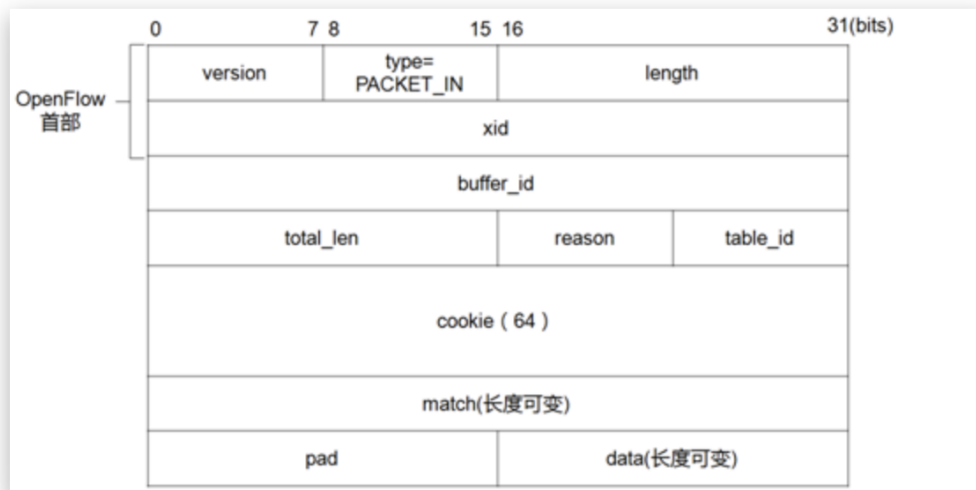 0 7 8 15 16 31(bits)
version
type=
PACKET_IN
length
OpenFlow
首部
xid
buffer_id
total_len reason table_id
cookie ( 64 )
match(长度可变)
pad data(长度可变)